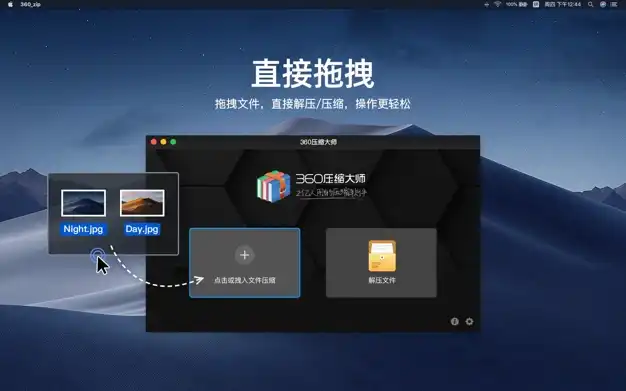 360_zip
100%
周四下午12:44
直接拖拽
拖拽文件，直接解压/压缩，操作更轻松
360压缩大师
360压缩大师
Night.jpg
Day.jpg
点击或拽入文件压缩
解压文件